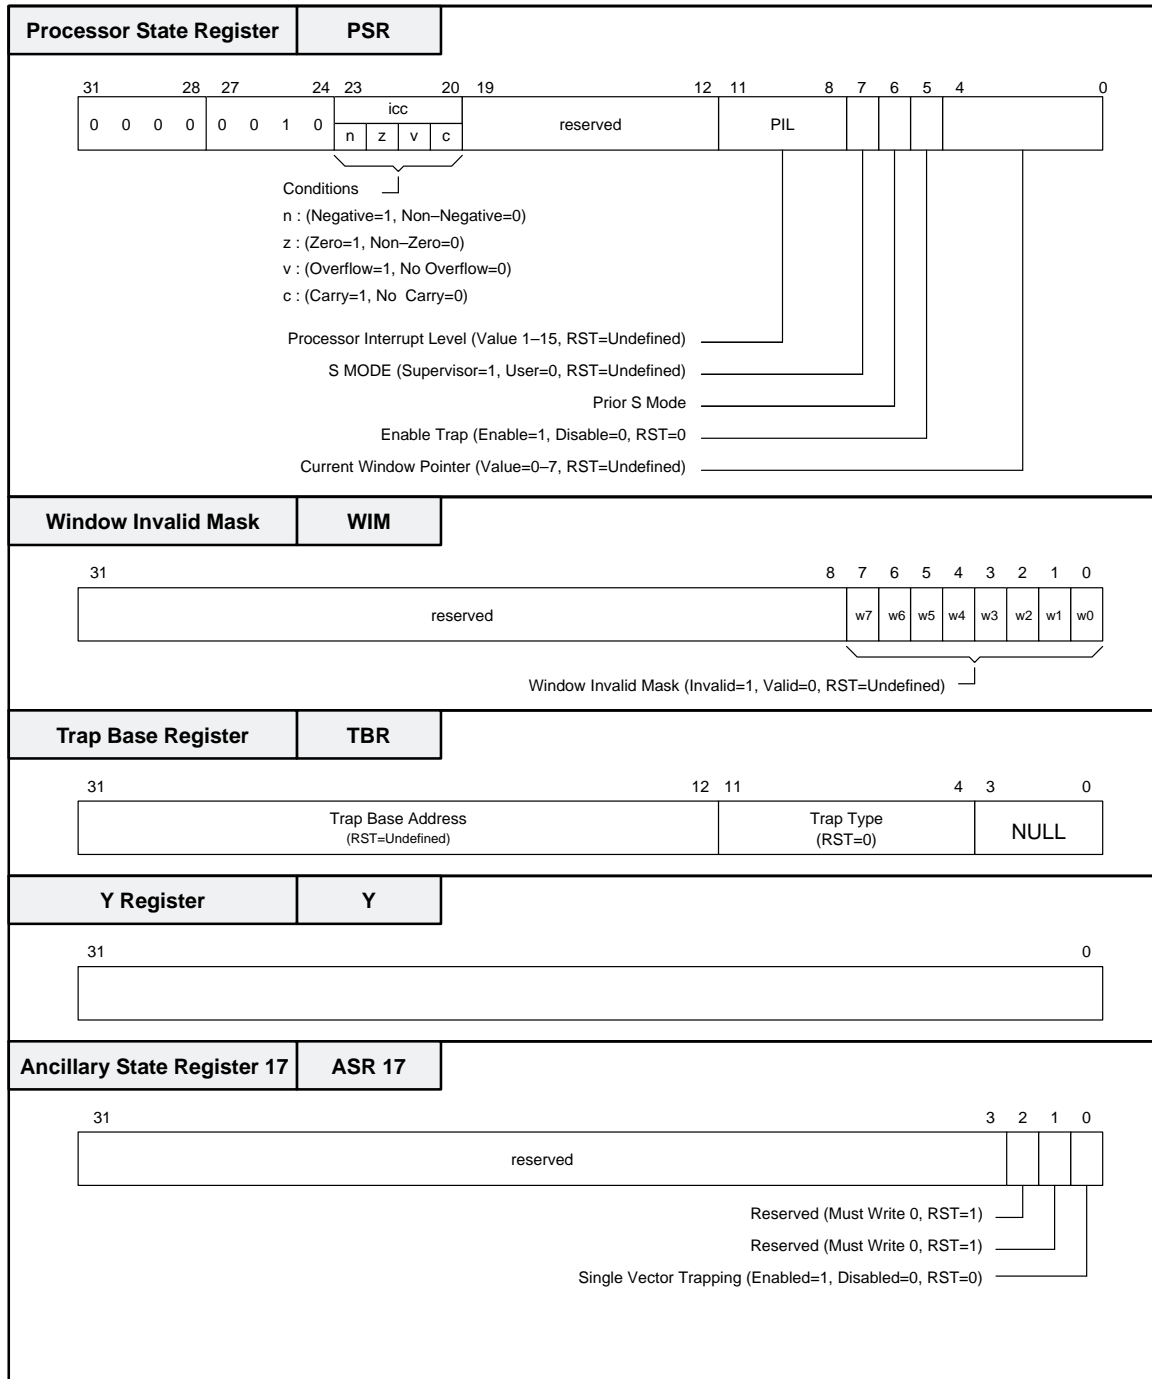 Processor State Register PSR
31 28 27 24 23 20 19 12 11 8 7 6 5 4 0
icc
0 0 0 0 0 0 1 0 reserved PIL
n z v c
Conditions
n : (Negative=1, Non–Negative=0)
z : (Zero=1, Non–Zero=0)
v : (Overflow=1, No Overflow=0)
c : (Carry=1, No Carry=0)
Processor Interrupt Level (Value 1–15, RST=Undefined)
S MODE (Supervisor=1, User=0, RST=Undefined)
Prior S Mode
Enable Trap (Enable=1, Disable=0, RST=0
Current Window Pointer (Value=0–7, RST=Undefined)
Window Invalid Mask WIM
31 8 7 6 5 4 3 2 1 0
reserved w7 w6 w5 w4 w3 w2 w1 w0
Window Invalid Mask (Invalid=1, Valid=0, RST=Undefined)
Trap Base Register TBR
31 12 11 4 3 0
Trap Base Address Trap Type NULL
(RST=Undefined) (RST=0)
Y Register Y
31 0
Ancillary State Register 17 ASR 17
31 3 2 1 0
reserved
Reserved (Must Write 0, RST=1)
Reserved (Must Write 0, RST=1)
Single Vector Trapping (Enabled=1, Disabled=0, RST=0)